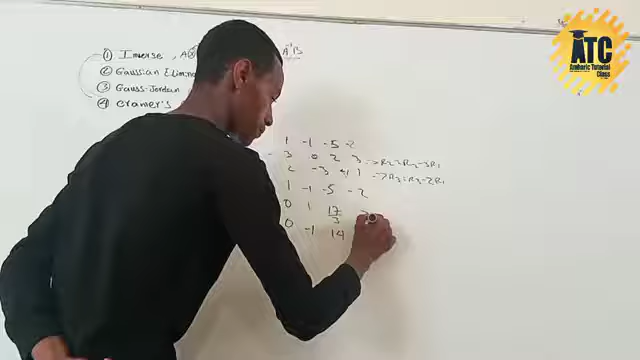 ① Inverse, A
② Gaussian Elimina
③ Gauss-Jordan
④ Cramer's
A⁻¹B
1 -1 -5 -2
3 0 2 3 → R₂ = R₂ - 3R₁
2 -3 4 1 → R₃ = R₃ - 2R₁
1 -1 -5 -2
0 1 17/3
0 -1 14
ATC
Amharic Tutorial
Class